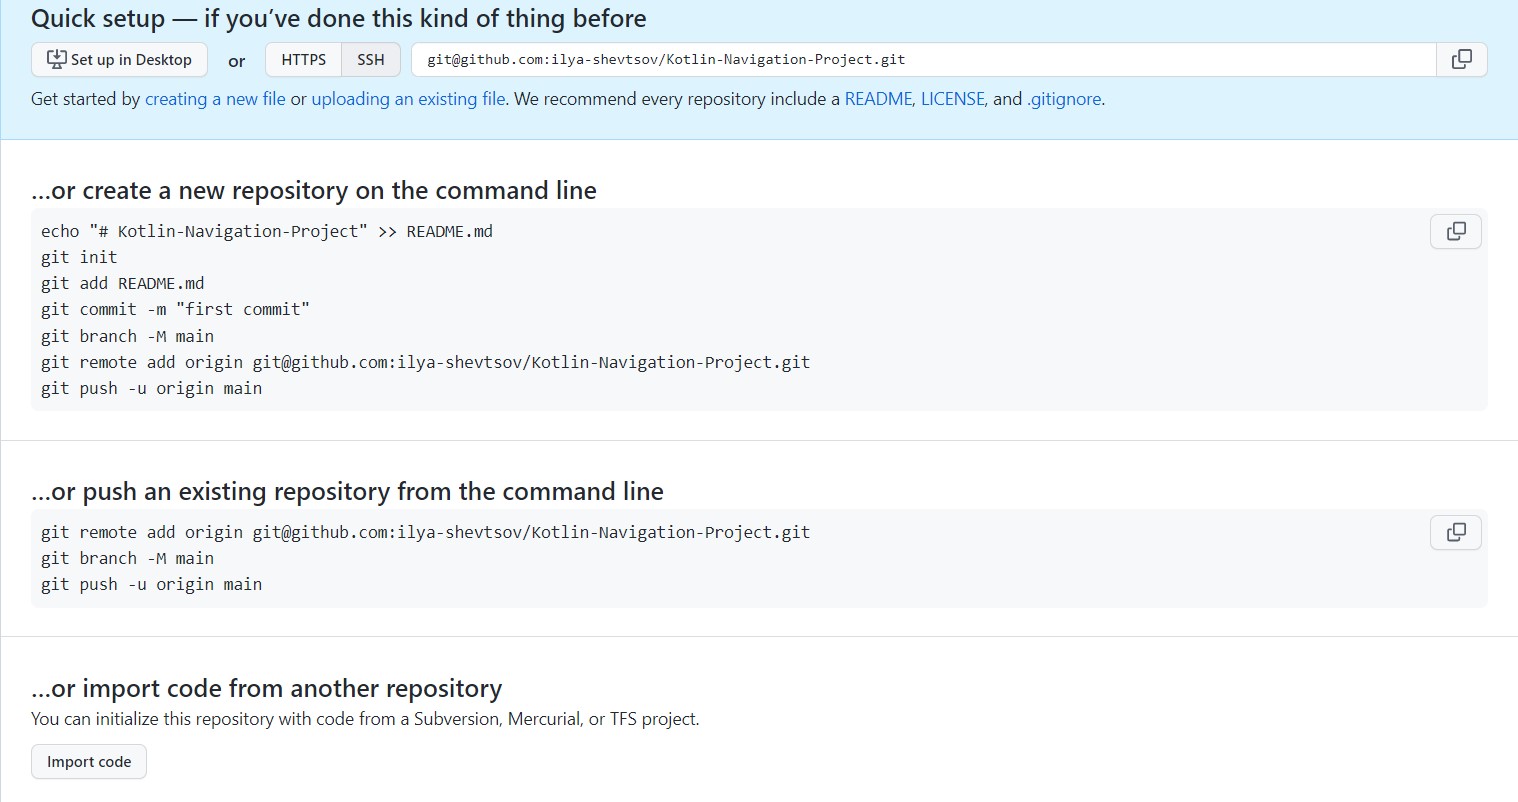 Quick setup — if you’ve done this kind of thing before
Set up in Desktop or HTTPS SSH git@github.com:ilya-shevtsov/Kotlin-Navigation-Project.git
Get started by creating a new file or uploading an existing file. We recommend every repository include a README, LICENSE, and .gitignore.
…or create a new repository on the command line
echo "# Kotlin-Navigation-Project" >> README.md
git init
git add README.md
git commit -m "first commit"
git branch -M main
git remote add origin git@github.com:ilya-shevtsov/Kotlin-Navigation-Project.git
git push -u origin main
…or push an existing repository from the command line
git remote add origin git@github.com:ilya-shevtsov/Kotlin-Navigation-Project.git
git branch -M main
git push -u origin main
…or import code from another repository
You can initialize this repository with code from a Subversion, Mercurial, or TFS project.
Import code